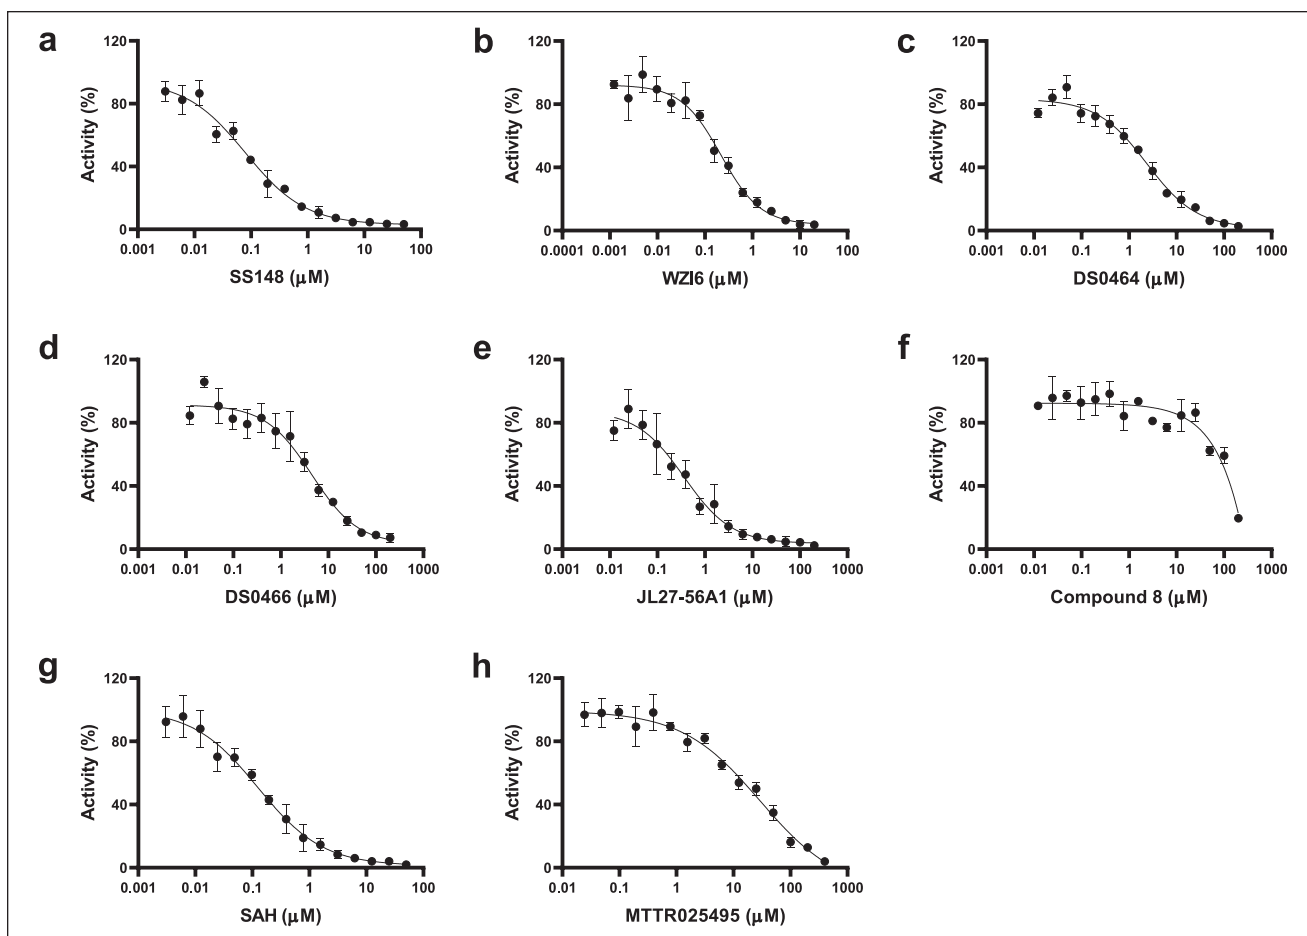 a
120
80
40
0
Activity (%)
0.001 0.01 0.1 1 10 100
SS148 (μM)
b
120
80
40
0
Activity (%)
0.0001 0.001 0.01 0.1 1 10 100
WZI6 (μM)
c
120
80
40
0
Activity (%)
0.001 0.01 0.1 1 10 100 1000
DS0464 (μM)
d
120
80
40
0
Activity (%)
0.001 0.01 0.1 1 10 100 1000
DS0466 (μM)
e
120
80
40
0
Activity (%)
0.001 0.01 0.1 1 10 100 1000
JL27-56A1 (μM)
f
120
80
40
0
Activity (%)
0.001 0.01 0.1 1 10 100 1000
Compound 8 (μM)
g
120
80
40
0
Activity (%)
0.001 0.01 0.1 1 10 100 1000
SAH (μM)
h
120
80
40
0
Activity (%)
0.01 0.1 1 10 100 1000
MTTR025495 (μM)